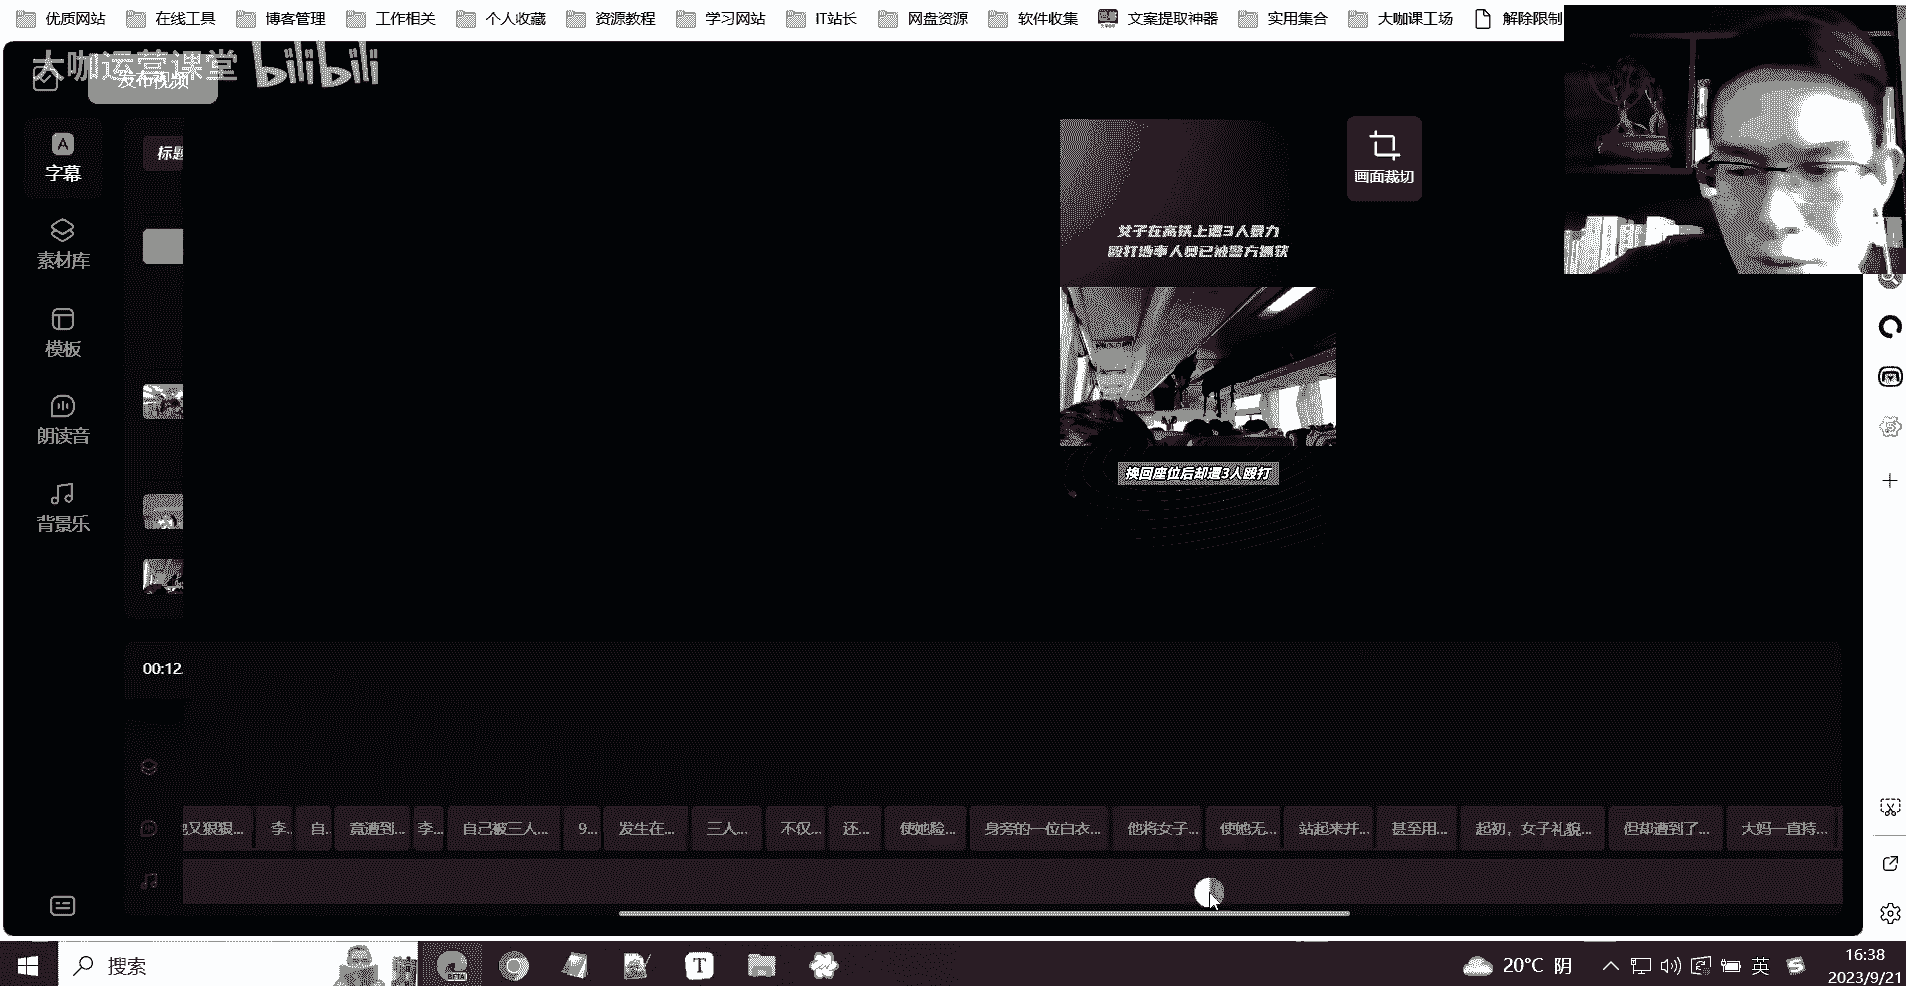 优质网站 在线工具 博客管理 工作相关 个人收藏 资源教程 学习网站 IT站长 网盘资源 软件收集 文案提取神器 实用集合 大咖课工场 解除限制
大咖运营课堂 bilibili
发布视频
字幕
素材库
模板
朗读音
背景乐
标题
画面裁切
女子在高铁上遭3人暴力
殴打涉事人员已被警方抓获
换回座位后却遭3人殴打
00:12.
又狠狠... 李... 自... 竟遭到... 李... 自己被三人... 9... 发生在... 三人... 不仅... 还... 使她脸... 身旁的一位白衣... 他将女子... 使她无... 站起来并... 甚至用... 起初，女子礼貌... 但却遭到了... 大妈一直持...
搜索
BETA
T
20°C 阴
英
16:38
2023/9/21